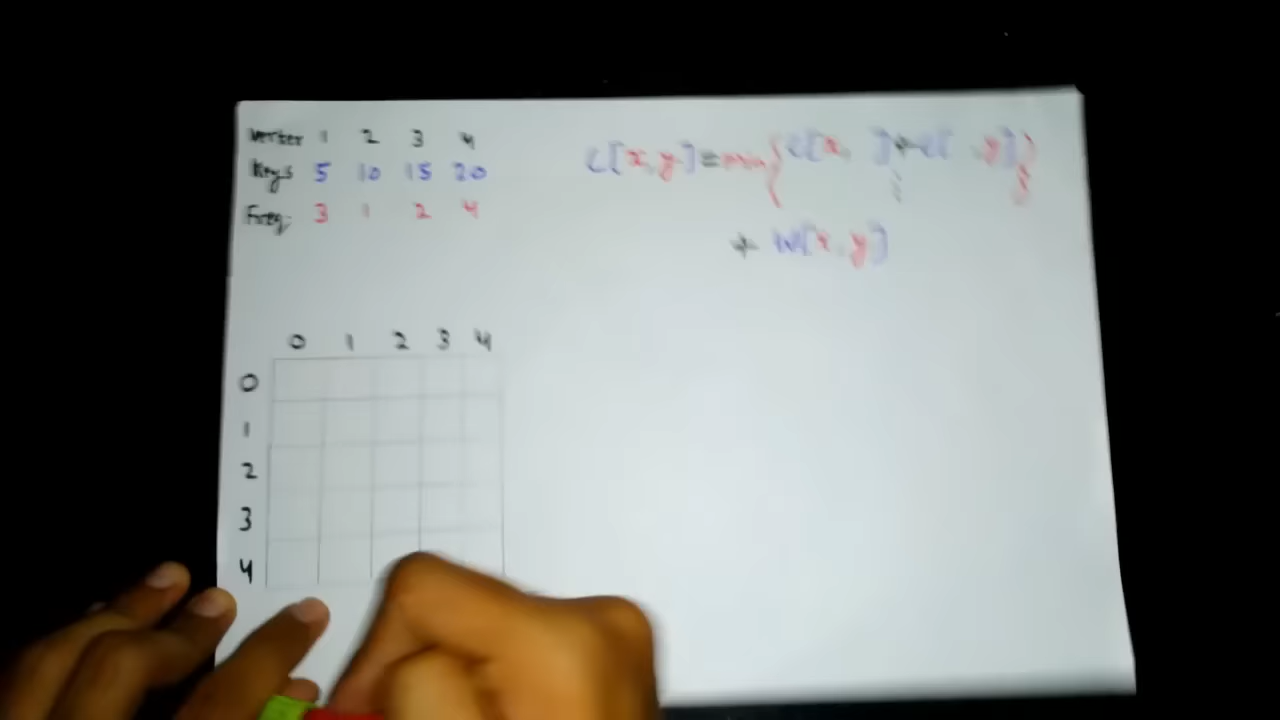 Vertex 1 2 3 4
Keys 5 10 15 20
Freq. 3 1 2 4
C[x,y] = min{C[x, ] + C[ ,y]}
+ W[x,y]
0 1 2 3 4
0
1
2
3
4